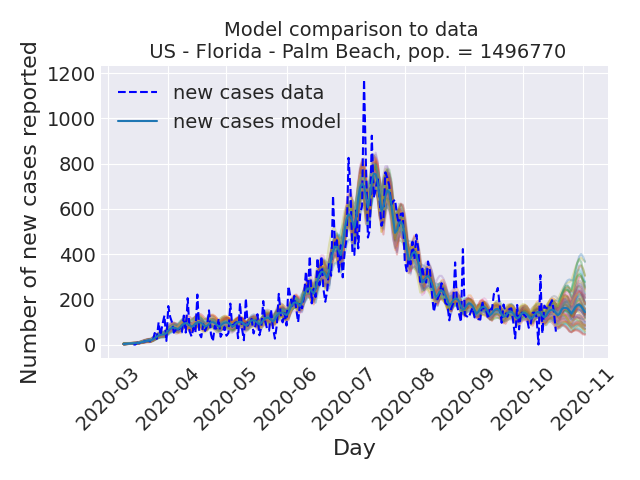 Model comparison to data
US - Florida - Palm Beach, pop. = 1496770
Number of new cases reported
1200
1000
800
600
400
200
0
new cases data
new cases model
2020-03
2020-04
2020-05
2020-06
2020-07
2020-08
2020-09
2020-10
2020-11
Day